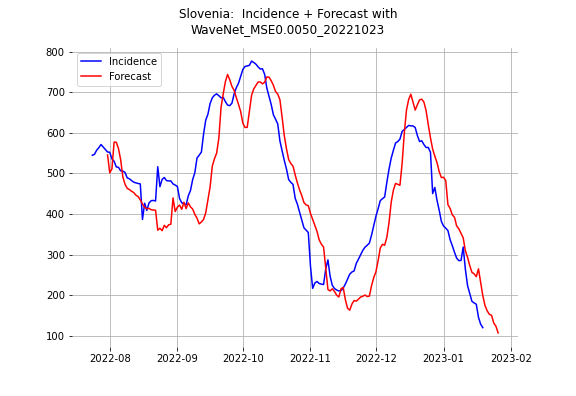 Slovenia:  Incidence + Forecast with
WaveNet_MSE0.0050_20221023
Incidence
Forecast
800
700
600
500
400
300
200
100
2022-08 2022-09 2022-10 2022-11 2022-12 2023-01 2023-02